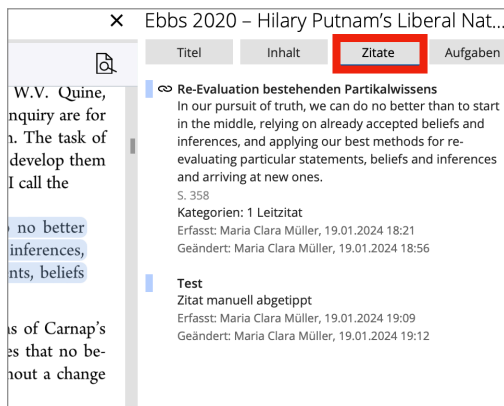 × Ebbs 2020 – Hilary Putnam’s Liberal Nat...
Titel Inhalt Zitate Aufgaben
W.V. Quine,
nquiry are for
The task of
develop them
I call the
no better
inferences,
nts, beliefs
as of Carnap’s
es that no be-
hout a change
Re-Evaluation bestehenden Partikalwissens
In our pursuit of truth, we can do no better than to start
in the middle, relying on already accepted beliefs and
inferences, and applying our best methods for re-
evaluating particular statements, beliefs and inferences
and arriving at new ones.
S. 358
Kategorien: 1 Leitzitat
Erfasst: Maria Clara Müller, 19.01.2024 18:21
Geändert: Maria Clara Müller, 19.01.2024 18:56
Test
Zitat manuell abgetippt
Erfasst: Maria Clara Müller, 19.01.2024 19:09
Geändert: Maria Clara Müller, 19.01.2024 19:12